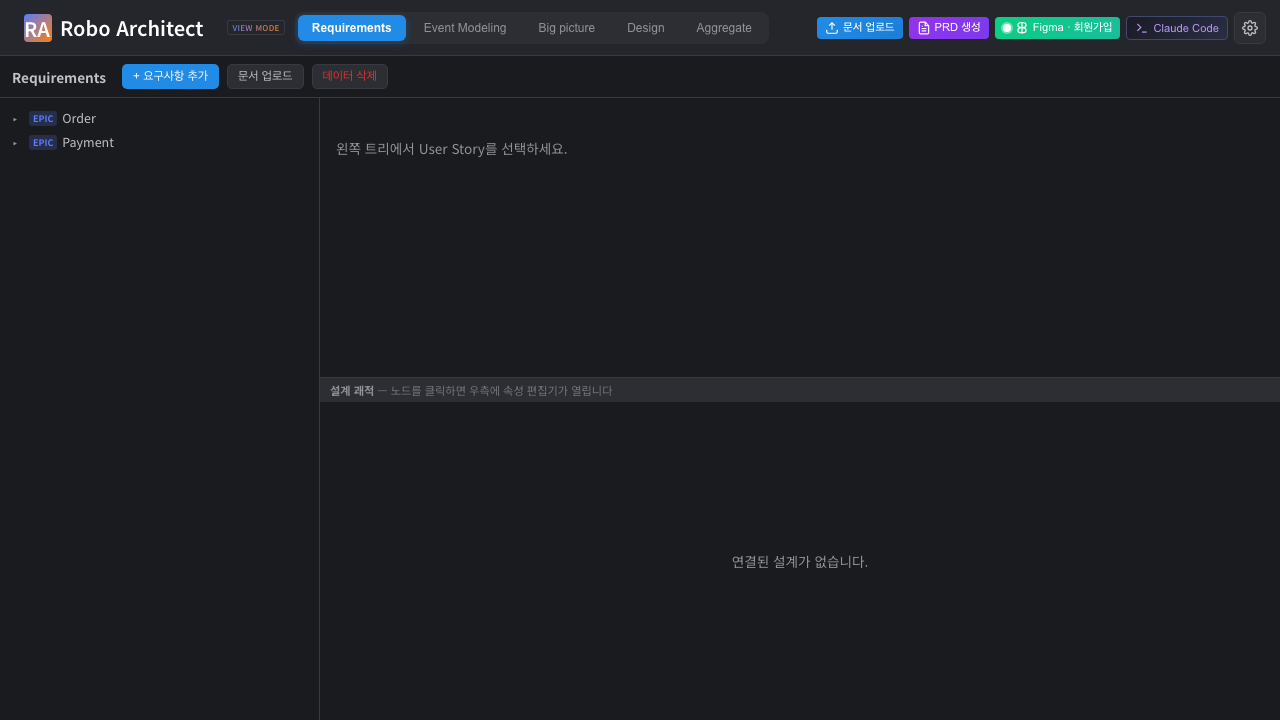 RA Robo Architect VIEW MODE Requirements Event Modeling Big picture Design Aggregate 문서 업로드 PRD 생성 Figma · 회원가입 Claude Code
Requirements + 요구사항 추가 문서 업로드 데이터 삭제
▸ EPIC Order
▸ EPIC Payment
왼쪽 트리에서 User Story를 선택하세요.
설계 궤적 — 노드를 클릭하면 우측에 속성 편집기가 열립니다
연결된 설계가 없습니다.